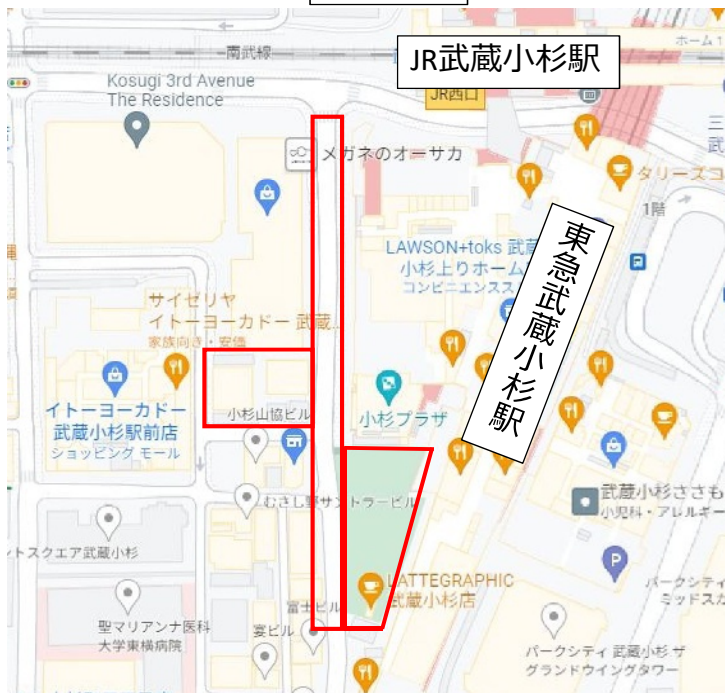 南武線
ホーム1
JR武蔵小杉駅
JR西口
Kosugi 3rd Avenue
The Residence
メガネのオーサカ
三
武
タリーズコ
1階
東急武蔵小杉駅
LAWSON+toks 武
小杉上りホーム
コンビニエンスス
サイゼリヤ
イトーヨーカドー 武蔵...
家族向き・安価
イトーヨーカドー
武蔵小杉駅前店
ショッピング モール
小杉山協ビル
小杉プラザ
むさし野サントラービル
武蔵小杉ささも
小児科・アレルギー
ントスクエア武蔵小杉
LATTEGRAPHIC
武蔵小杉店
P
パークシティ
ミッドスカ
富士ビル
聖マリアンナ医科
大学東横病院
宴ビル
パークシティ 武蔵小杉 ザ
グランドウイングタワー